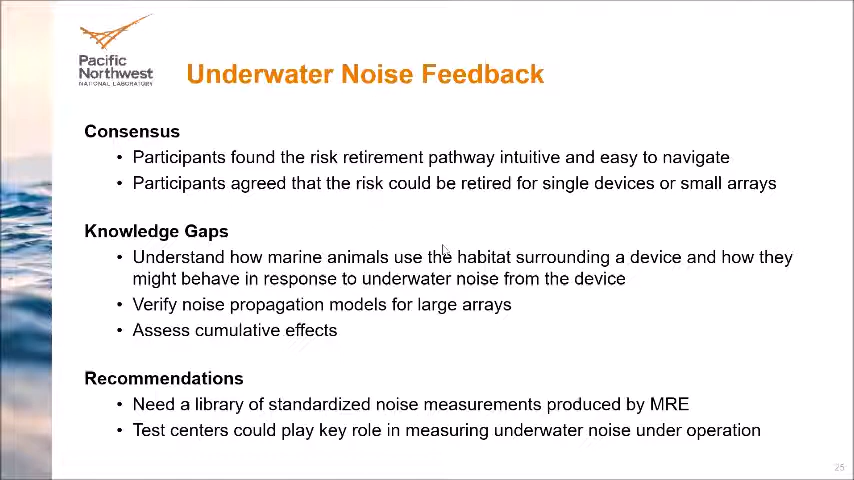 Pacific
Northwest
NATIONAL LABORATORY
Underwater Noise Feedback
Consensus
• Participants found the risk retirement pathway intuitive and easy to navigate
• Participants agreed that the risk could be retired for single devices or small arrays
Knowledge Gaps
• Understand how marine animals use the habitat surrounding a device and how they
might behave in response to underwater noise from the device
• Verify noise propagation models for large arrays
• Assess cumulative effects
Recommendations
• Need a library of standardized noise measurements produced by MRE
• Test centers could play key role in measuring underwater noise under operation
25